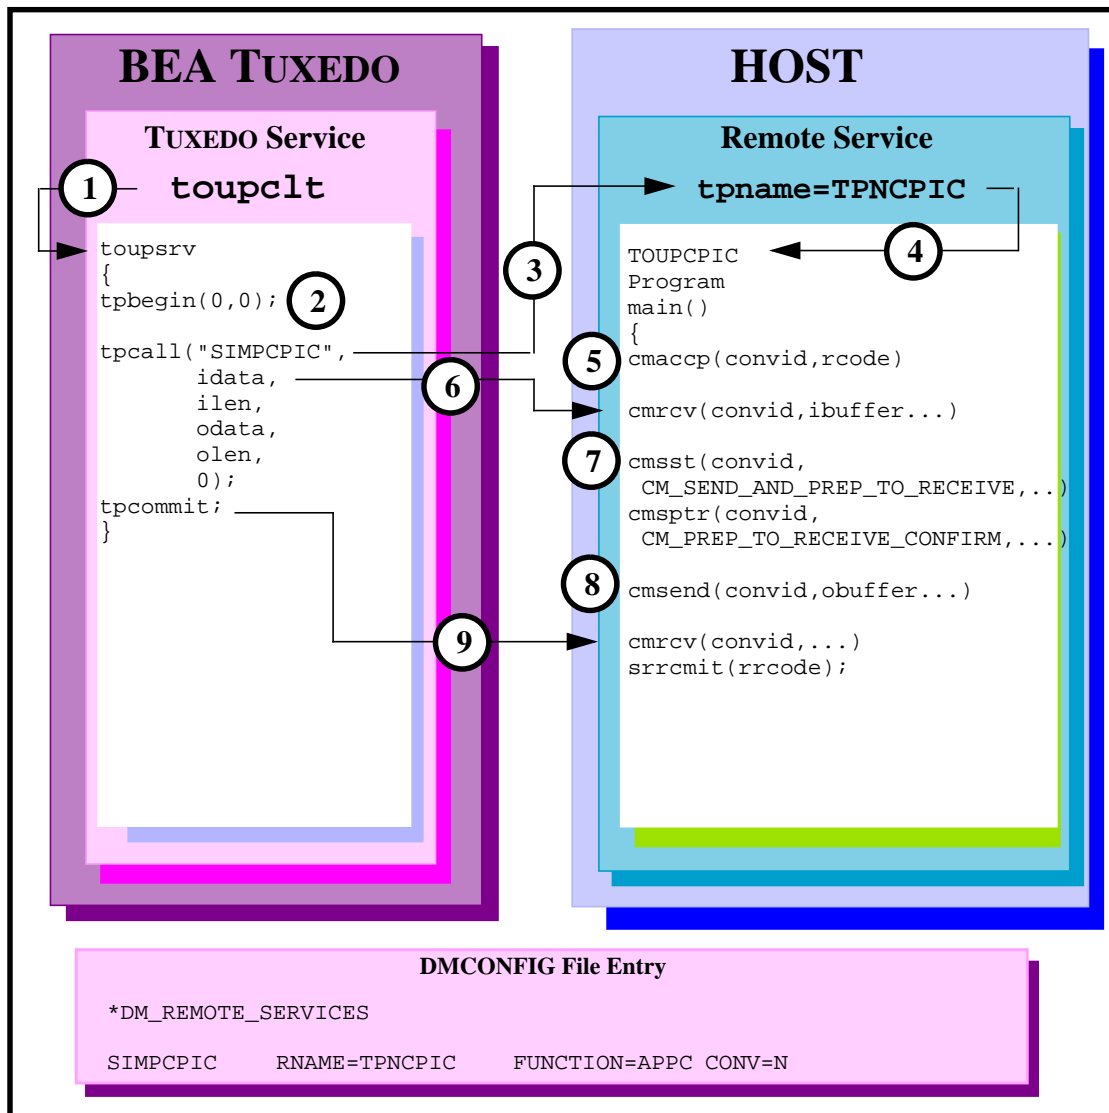 BEA TUXEDO
TUXEDO Service
1
toupclt
toupsrv
{
tpbegin(0,0);
2
tpcall("SIMPCPIC",
idata,
ilen,
odata,
olen,
0);
tpcommit;
}
3
6
9
HOST
Remote Service
tpname=TPNCPIC
4
TOUPCPIC
Program
main()
{
5
cmaccp(convid,rcode)
cmrcv(convid,ibuffer...)
7
cmsst(convid,
CM_SEND_AND_PREP_TO_RECEIVE,..)
cmsptr(convid,
CM_PREP_TO_RECEIVE_CONFIRM,...)
8
cmsend(convid,obuffer...)
cmrcv(convid,...)
srrcmit(rrcode);
DMCONFIG File Entry
*DM_REMOTE_SERVICES
SIMPCPIC RNAME=TPNCPIC FUNCTION=APPC CONV=N